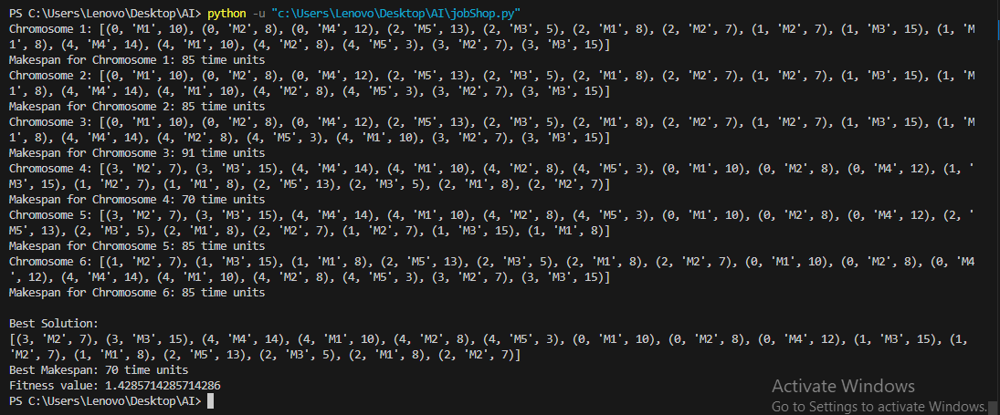 PS C:\Users\Lenovo\Desktop\AI> python -u "c:\Users\Lenovo\Desktop\AI\jobShop.py"
Chromosome 1: [(0, 'M1', 10), (0, 'M2', 8), (0, 'M4', 12), (2, 'M5', 13), (2, 'M3', 5), (2, 'M1', 8), (2, 'M2', 7), (1, 'M2', 7), (1, 'M3', 15), (1, 'M
1', 8), (4, 'M4', 14), (4, 'M1', 10), (4, 'M2', 8), (4, 'M5', 3), (3, 'M2', 7), (3, 'M3', 15)]
Makespan for Chromosome 1: 85 time units
Chromosome 2: [(0, 'M1', 10), (0, 'M2', 8), (0, 'M4', 12), (2, 'M5', 13), (2, 'M3', 5), (2, 'M1', 8), (2, 'M2', 7), (1, 'M2', 7), (1, 'M3', 15), (1, 'M
1', 8), (4, 'M4', 14), (4, 'M1', 10), (4, 'M2', 8), (4, 'M5', 3), (3, 'M2', 7), (3, 'M3', 15)]
Makespan for Chromosome 2: 85 time units
Chromosome 3: [(0, 'M1', 10), (0, 'M2', 8), (0, 'M4', 12), (2, 'M5', 13), (2, 'M3', 5), (2, 'M1', 8), (2, 'M2', 7), (1, 'M2', 7), (1, 'M3', 15), (1, 'M
1', 8), (4, 'M4', 14), (4, 'M2', 8), (4, 'M5', 3), (4, 'M1', 10), (3, 'M2', 7), (3, 'M3', 15)]
Makespan for Chromosome 3: 91 time units
Chromosome 4: [(3, 'M2', 7), (3, 'M3', 15), (4, 'M4', 14), (4, 'M1', 10), (4, 'M2', 8), (4, 'M5', 3), (0, 'M1', 10), (0, 'M2', 8), (0, 'M4', 12), (1, '
M3', 15), (1, 'M2', 7), (1, 'M1', 8), (2, 'M5', 13), (2, 'M3', 5), (2, 'M1', 8), (2, 'M2', 7)]
Makespan for Chromosome 4: 70 time units
Chromosome 5: [(3, 'M2', 7), (3, 'M3', 15), (4, 'M4', 14), (4, 'M1', 10), (4, 'M2', 8), (4, 'M5', 3), (0, 'M1', 10), (0, 'M2', 8), (0, 'M4', 12), (2, '
M5', 13), (2, 'M3', 5), (2, 'M1', 8), (2, 'M2', 7), (1, 'M2', 7), (1, 'M3', 15), (1, 'M1', 8)]
Makespan for Chromosome 5: 85 time units
Chromosome 6: [(1, 'M2', 7), (1, 'M3', 15), (1, 'M1', 8), (2, 'M5', 13), (2, 'M3', 5), (2, 'M1', 8), (2, 'M2', 7), (0, 'M1', 10), (0, 'M2', 8), (0, 'M4
', 12), (4, 'M4', 14), (4, 'M1', 10), (4, 'M2', 8), (4, 'M5', 3), (3, 'M2', 7), (3, 'M3', 15)]
Makespan for Chromosome 6: 85 time units
Best Solution:
[(3, 'M2', 7), (3, 'M3', 15), (4, 'M4', 14), (4, 'M1', 10), (4, 'M2', 8), (4, 'M5', 3), (0, 'M1', 10), (0, 'M2', 8), (0, 'M4', 12), (1, 'M3', 15), (1,
'M2', 7), (1, 'M1', 8), (2, 'M5', 13), (2, 'M3', 5), (2, 'M1', 8), (2, 'M2', 7)]
Best Makespan: 70 time units
Fitness value: 1.4285714285714286
PS C:\Users\Lenovo\Desktop\AI>
Activate Windows
Go to Settings to activate Windows.